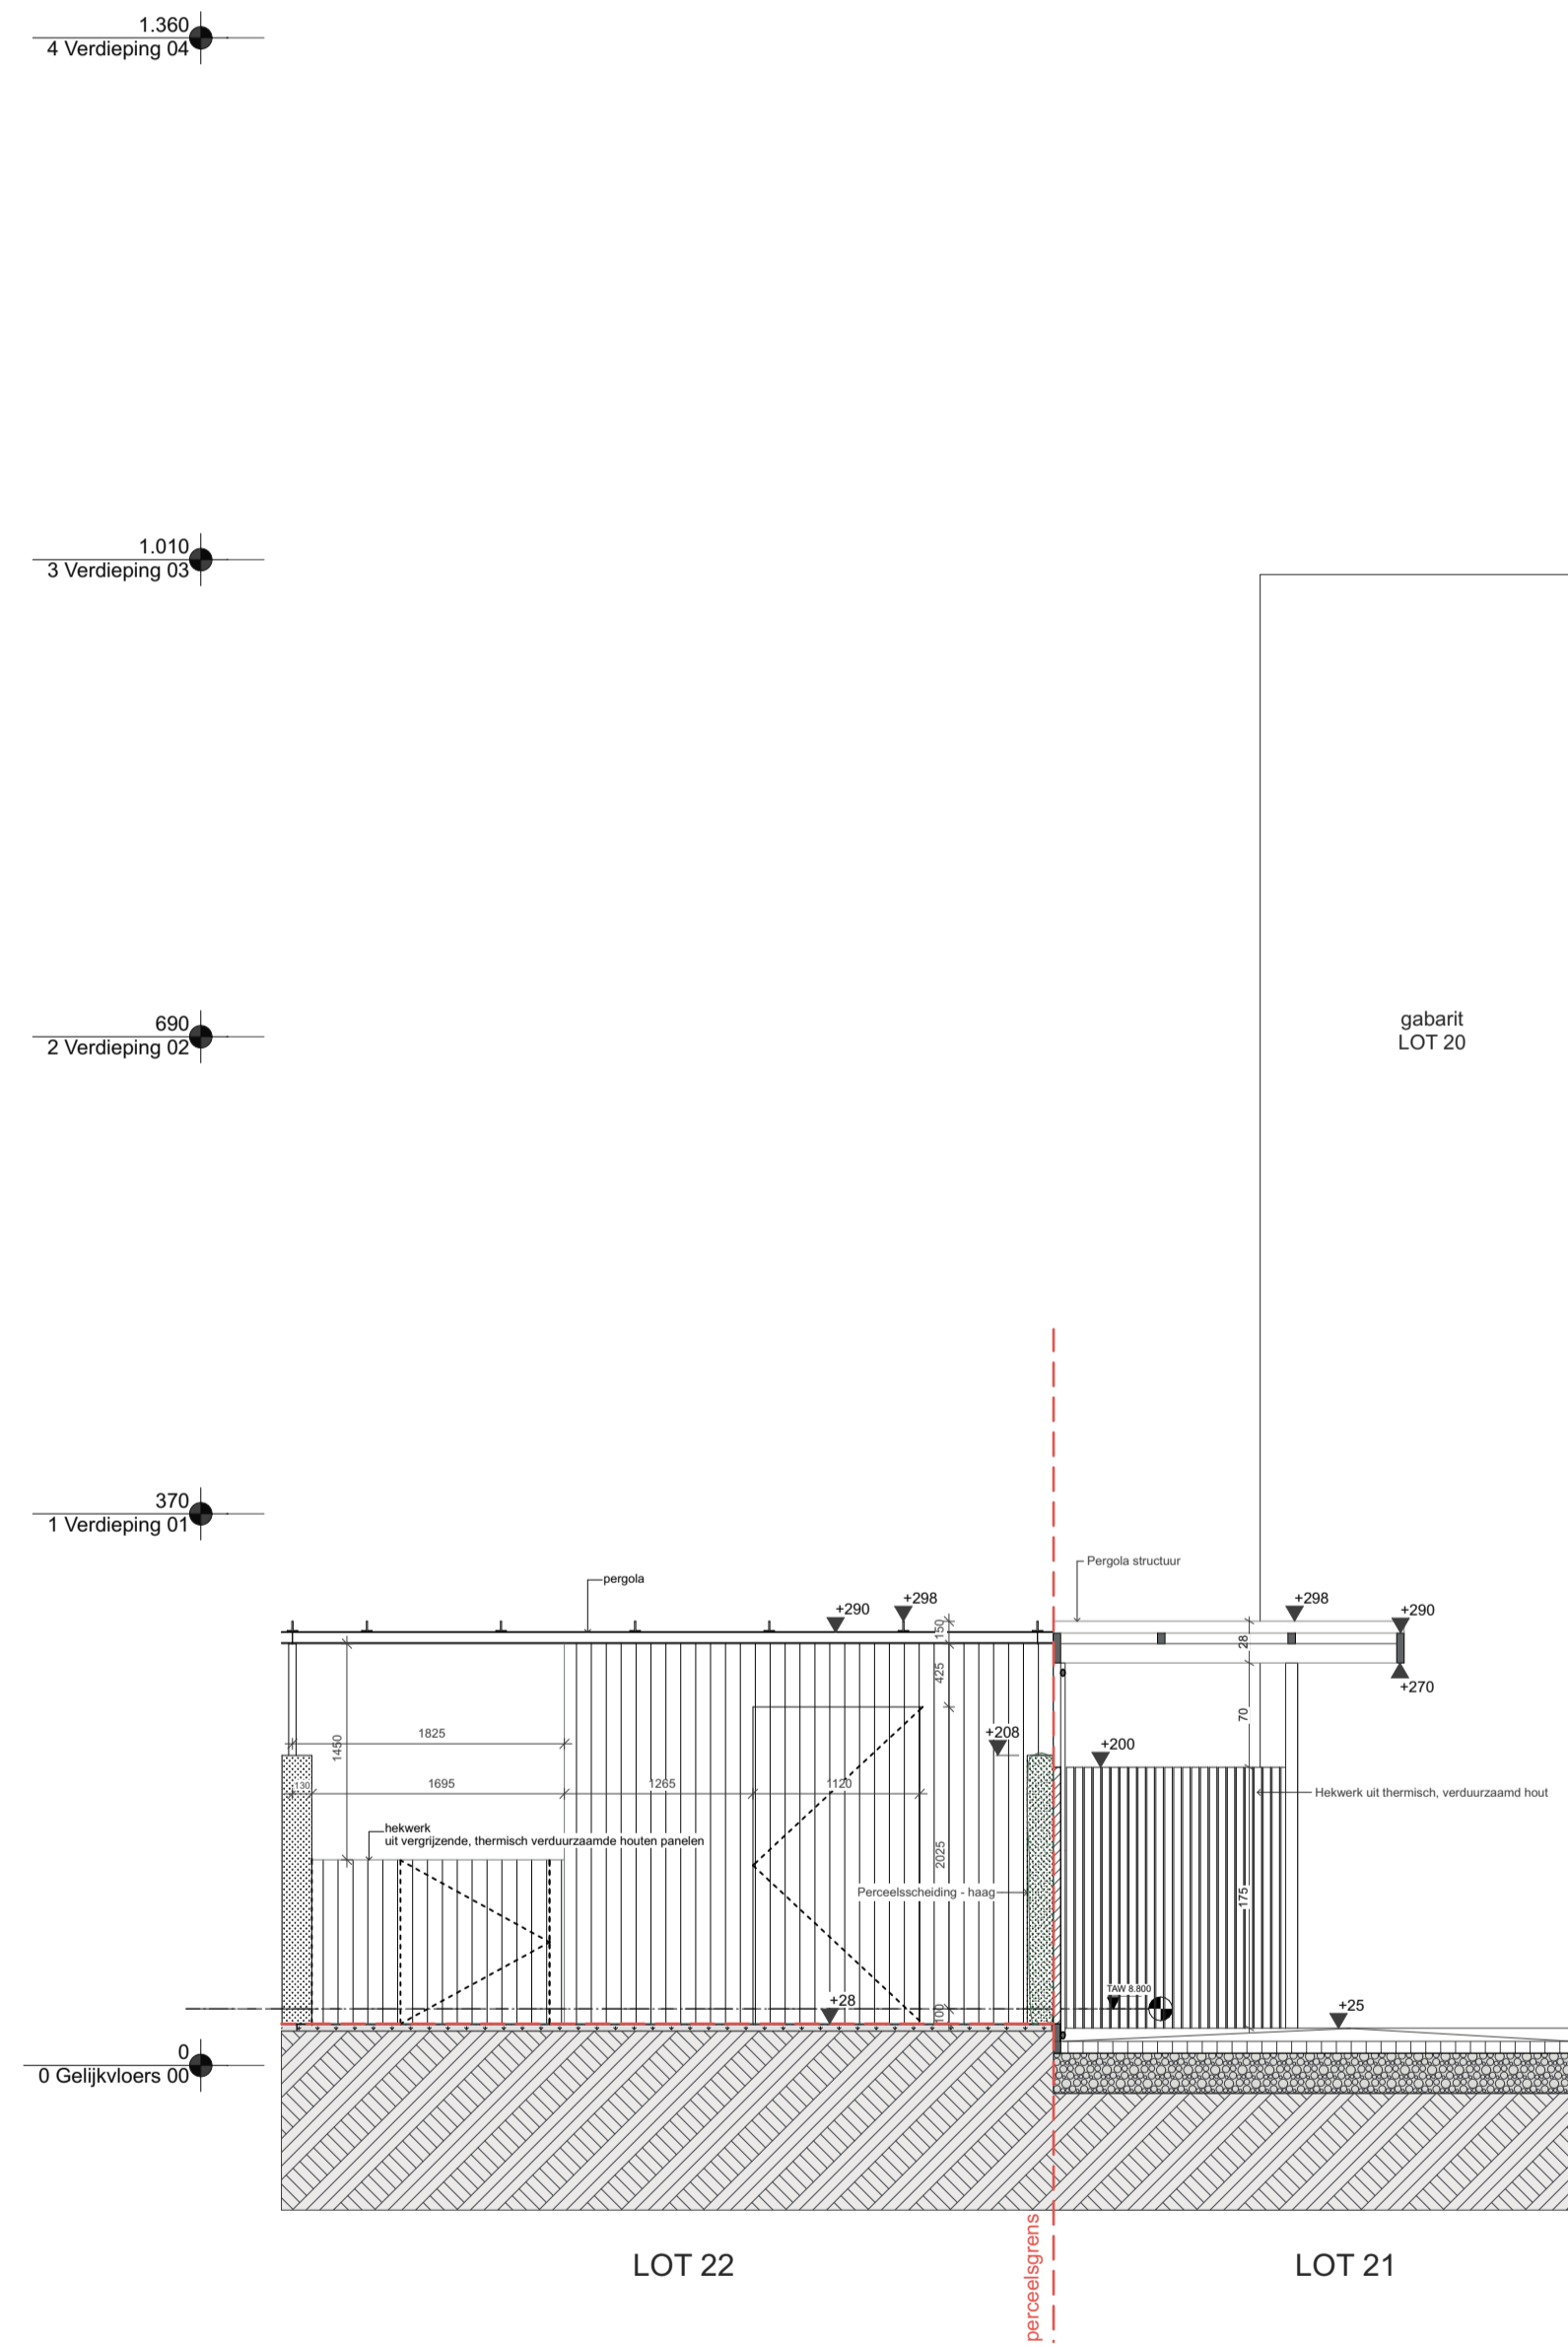 1.360
4 Verdieping 04
1.010
3 Verdieping 03
690
2 Verdieping 02
gabarit
LOT 20
370
1 Verdieping 01
Pergola structuur
pergola
+290
+298
+298
+290
150
28
425
+270
70
1825
1450
+208
+200
130
1695
1265
1120
Hekwerk uit thermisch, verduurzaamd hout
hekwerk
uit vergrijzende, thermisch verduurzaamde houten panelen
2025
Perceelsscheiding - haag
175
TAW 8.800
+28
100
+25
0
0 Gelijkvloers 00
LOT 22
perceelsgrens
LOT 21